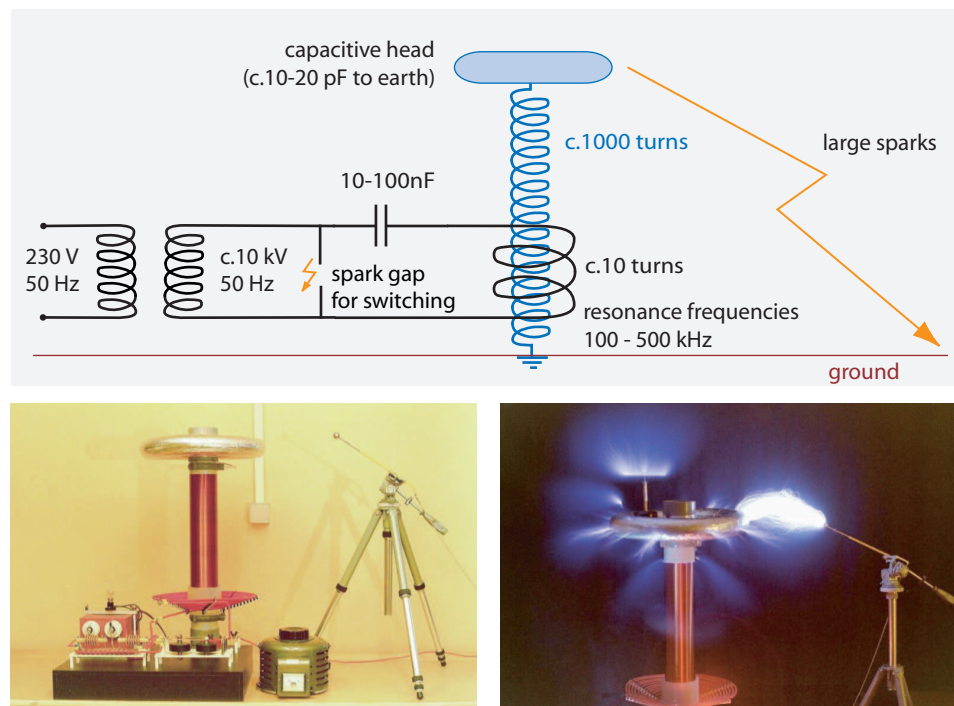 capacitive head
(c.10-20 pF to earth)
c.1000 turns
large sparks
10-100nF
230 V
50 Hz
c.10 kV
50 Hz
spark gap
for switching
c.10 turns
resonance frequencies
100 - 500 kHz
ground